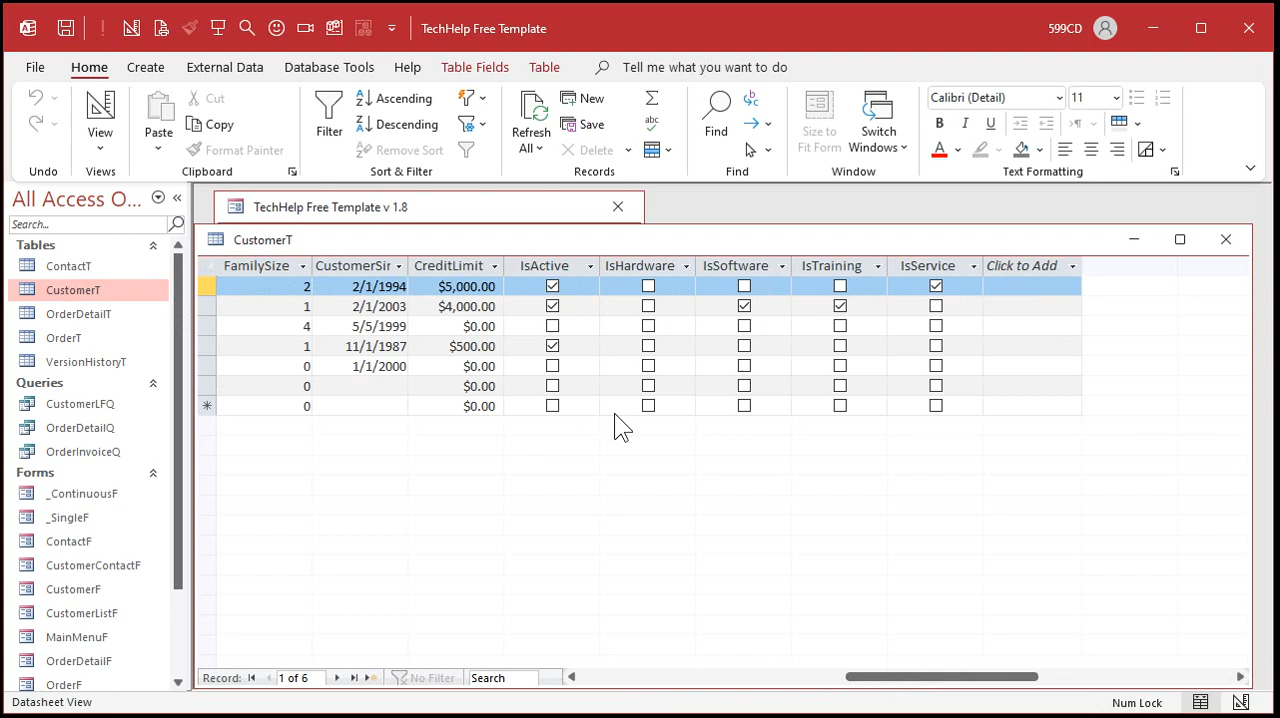 TechHelp Free Template
599CD
File Home Create External Data Database Tools Help Table Fields Table Tell me what you want to do
View
Paste
Cut
Copy
Format Painter
Filter
Ascending
Descending
Remove Sort
Refresh
All
New
Save
Delete
Find
Size to
Fit Form
Switch
Windows
Calibri (Detail) 11
B I U
A
Undo Views Clipboard Sort & Filter Records Find Window Text Formatting
All Access O...
Search...
Tables
ContactT
CustomerT
OrderDetailT
OrderT
VersionHistoryT
Queries
CustomerLFQ
OrderDetailQ
OrderInvoiceQ
Forms
_ContinuousF
_SingleF
ContactF
CustomerContactF
CustomerF
CustomerListF
MainMenuF
OrderDetailF
OrderF
TechHelp Free Template v 1.8
CustomerT
FamilySize CustomerSir CreditLimit IsActive IsHardware IsSoftware IsTraining IsService Click to Add
2 2/1/1994 $5,000.00
1 2/1/2003 $4,000.00
4 5/5/1999 $0.00
1 11/1/1987 $500.00
0 1/1/2000 $0.00
0 $0.00
0 $0.00
Record: 1 of 6 No Filter Search
Datasheet View Num Lock